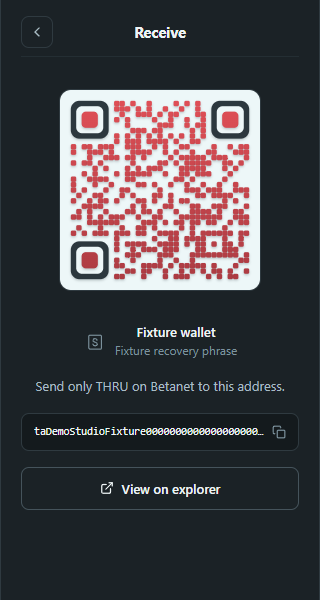 Receive
S
Fixture wallet
Fixture recovery phrase
Send only THRU on Betanet to this address.
taDemoStudioFixture0000000000000000000…
View on explorer